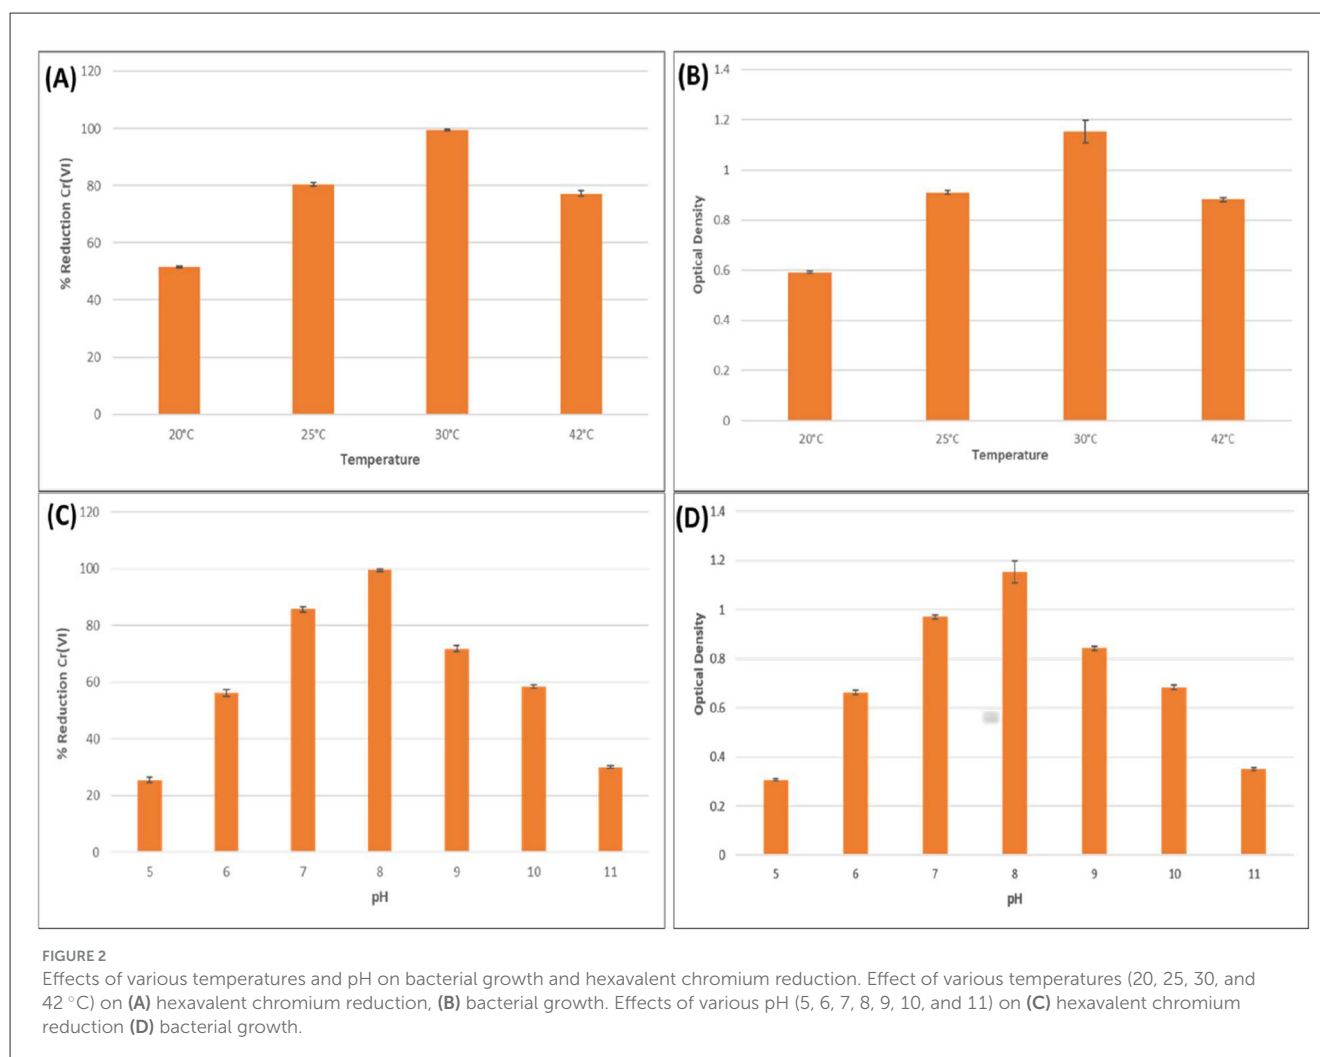 (A)
120
100
80
60
40
20
0
% Reduction Cr(VI)
20°C 25°C 30°C 42°C
Temperature
(B)
1.4
1.2
1
0.8
0.6
0.4
0.2
0
Optical Density
20°C 25°C 30°C 42°C
Temperature
(C)
120
100
80
60
40
20
0
% Reduction Cr(VI)
5 6 7 8 9 10 11
pH
(D)
1.4
1.2
1
0.8
0.6
0.4
0.2
0
Optical Density
5 6 7 8 9 10 11
pH
FIGURE 2
Effects of various temperatures and pH on bacterial growth and hexavalent chromium reduction. Effect of various temperatures (20, 25, 30, and
42 °C) on (A) hexavalent chromium reduction, (B) bacterial growth. Effects of various pH (5, 6, 7, 8, 9, 10, and 11) on (C) hexavalent chromium
reduction (D) bacterial growth.